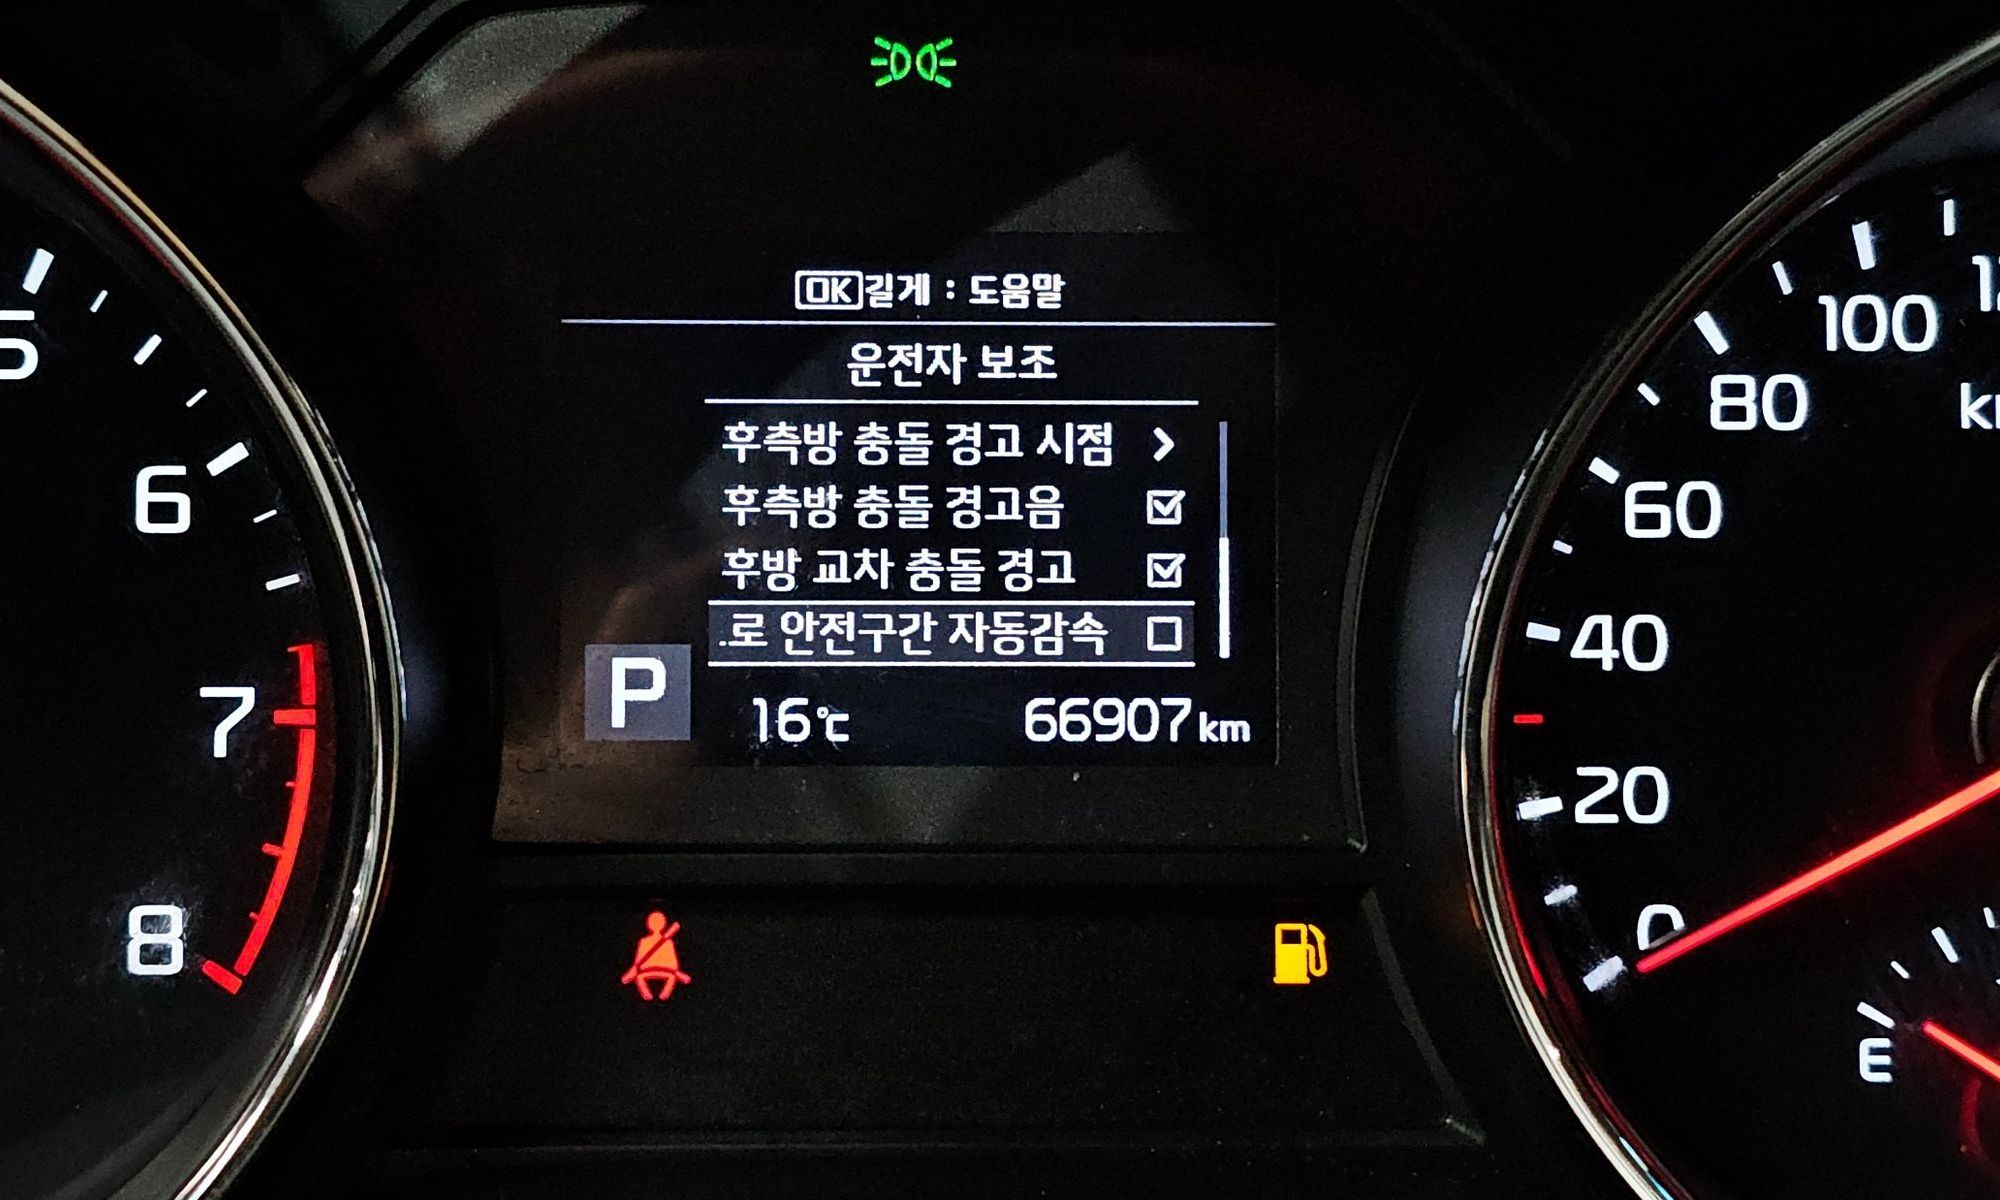 OK 길게 : 도움말
운전자 보조
후측방 충돌 경고 시점
후측방 충돌 경고음
후방 교차 충돌 경고
.로 안전구간 자동감속
P
16℃
66907 km
5
6
7
8
100
80
60
40
20
0
E